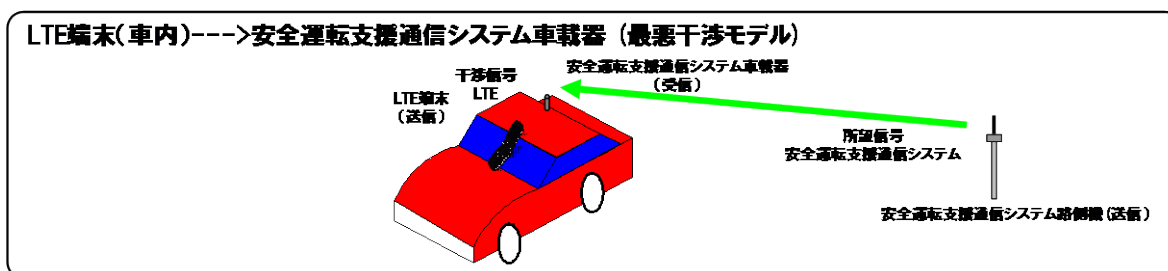 LTE端末(車内)--->安全運転支援通信システム車載器 (最悪干渉モデル)
干渉信号
LTE
LTE端末
(送信)
安全運転支援通信システム車載器
(受信)
所望信号
安全運転支援通信システム
安全運転支援通信システム路側機(送信)